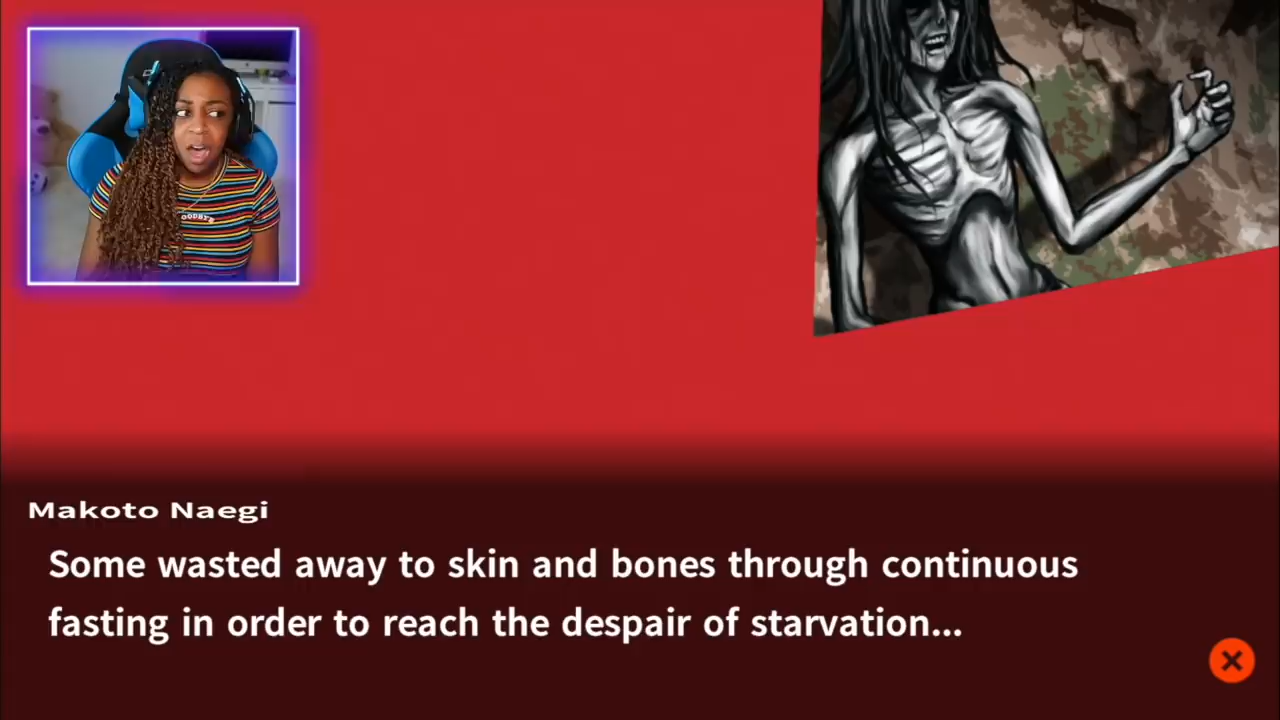 Makoto Naegi
Some wasted away to skin and bones through continuous
fasting in order to reach the despair of starvation...